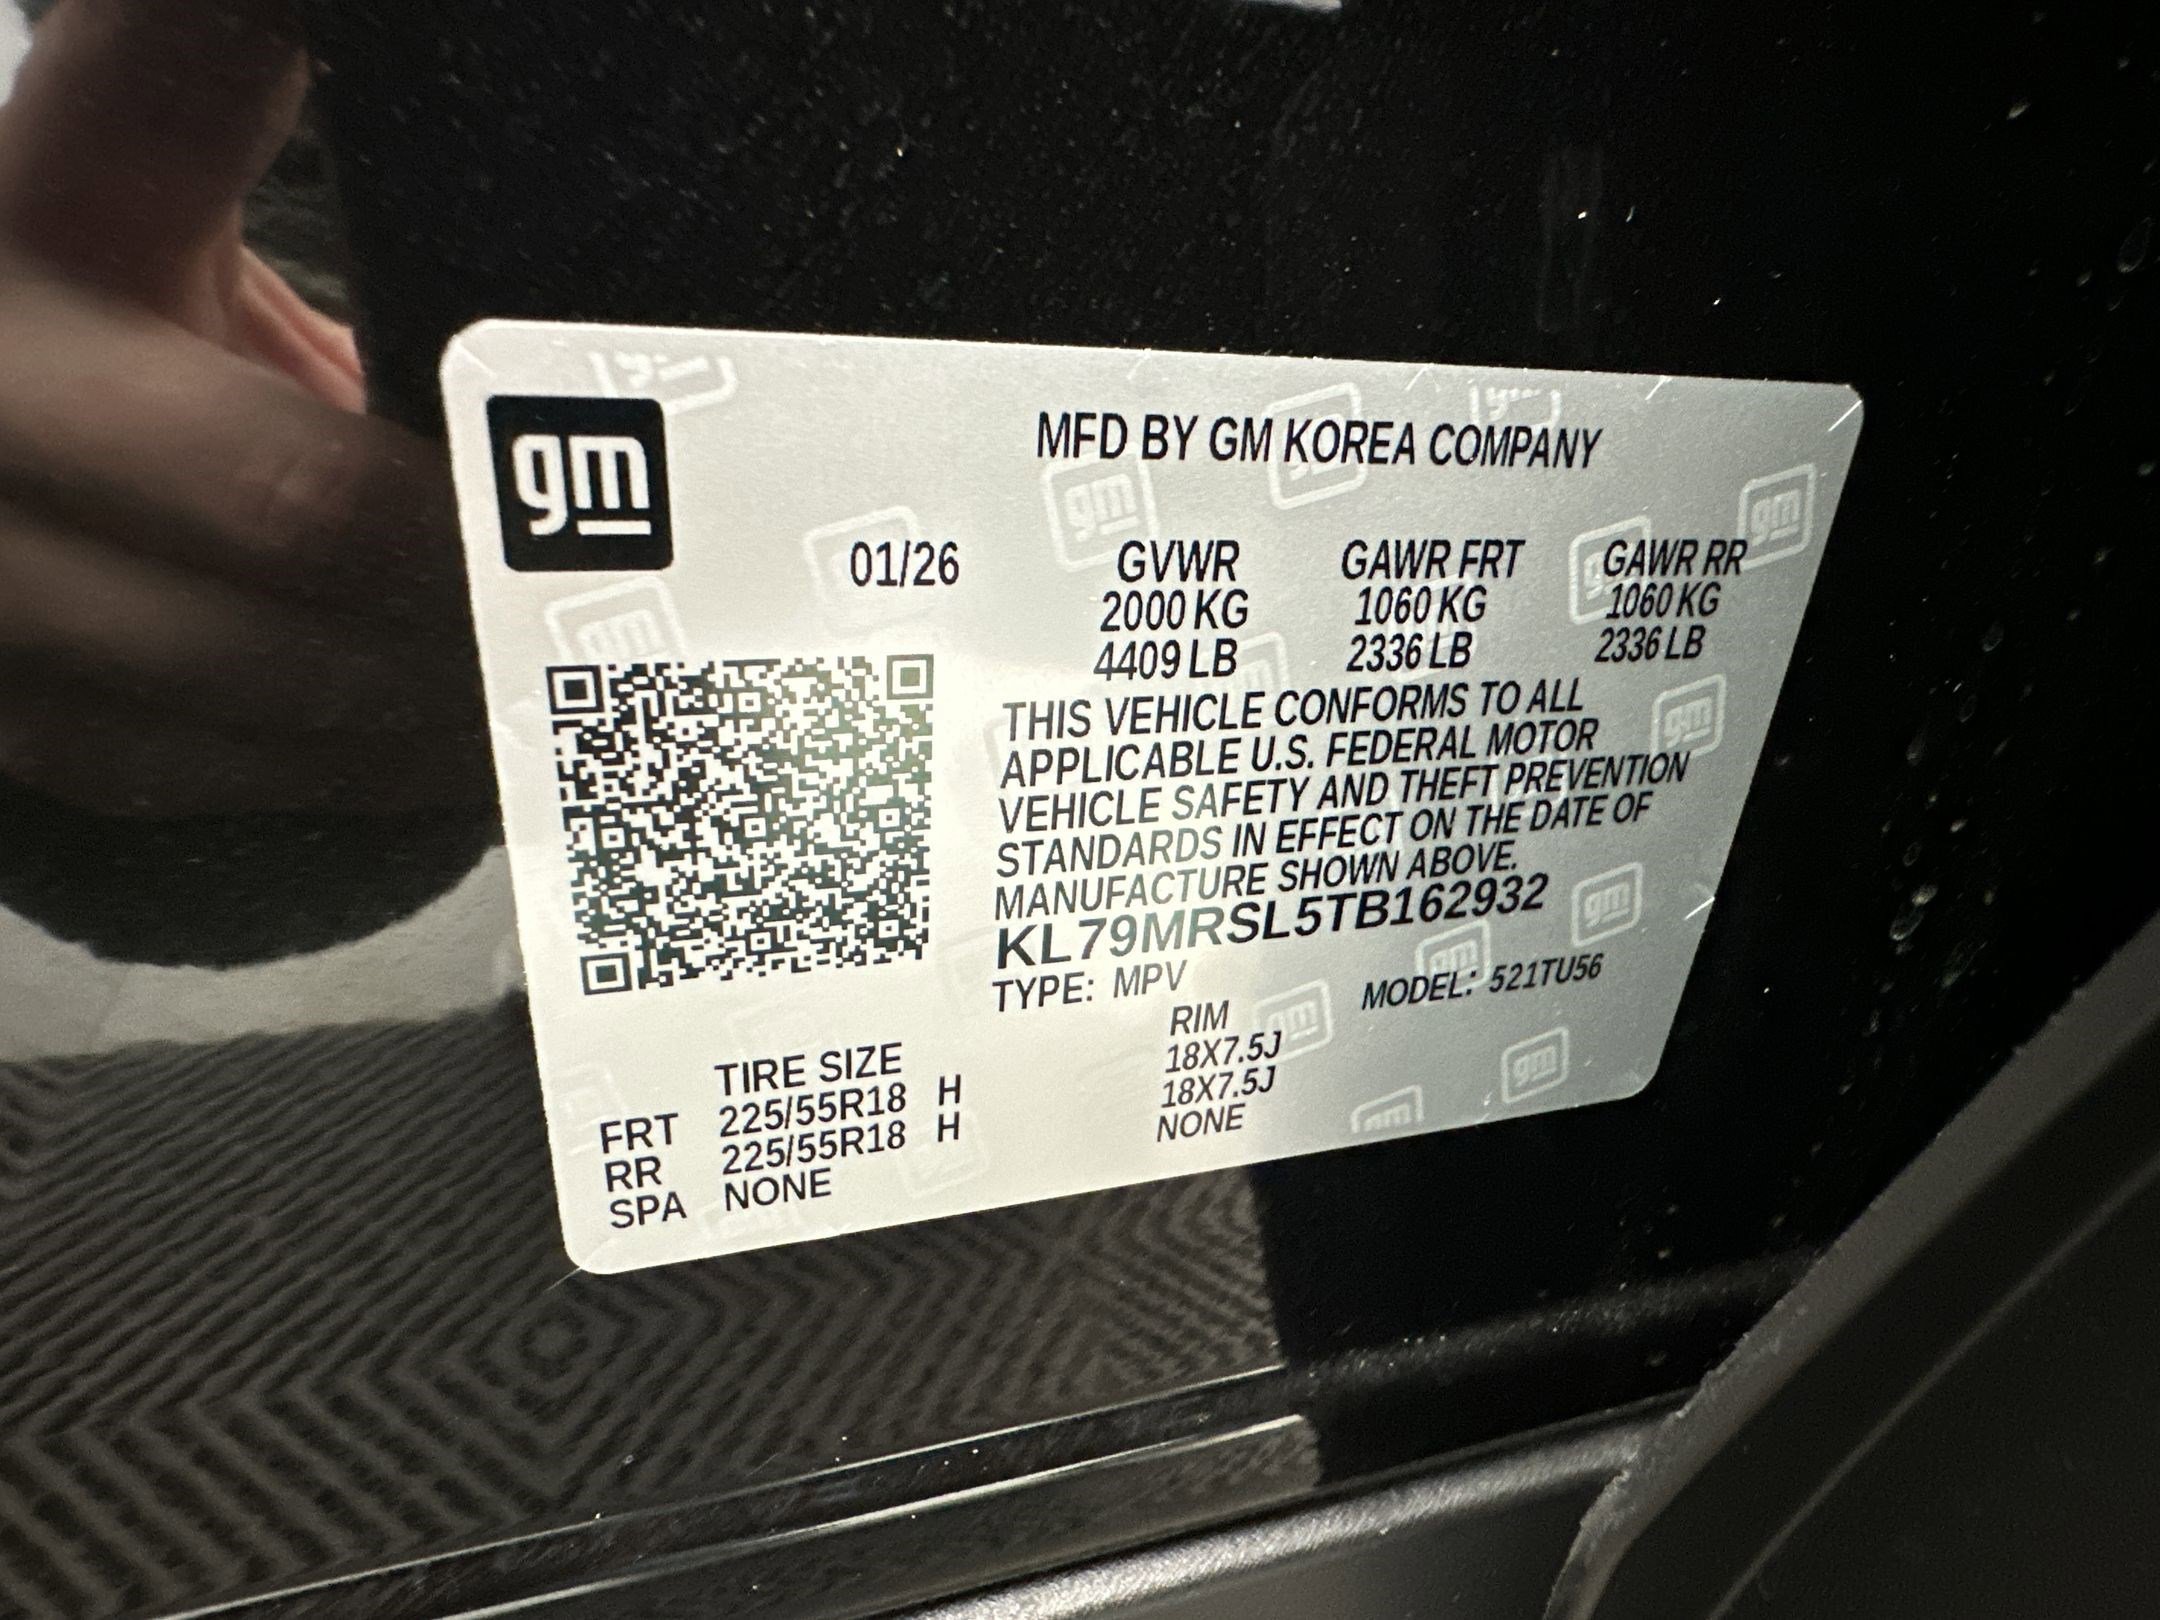 gm
MFD BY GM KOREA COMPANY
01/26 GVWR GAWR FRT GAWR RR
2000 KG 1060 KG 1060 KG
4409 LB 2336 LB 2336 LB
THIS VEHICLE CONFORMS TO ALL
APPLICABLE U.S. FEDERAL MOTOR
VEHICLE SAFETY AND THEFT PREVENTION
STANDARDS IN EFFECT ON THE DATE OF
MANUFACTURE SHOWN ABOVE.
KL79MRSL5TB162932
TYPE: MPV MODEL: 521TU56
TIRE SIZE RIM
FRT 225/55R18 H 18X7.5J
RR 225/55R18 H 18X7.5J
SPA NONE NONE